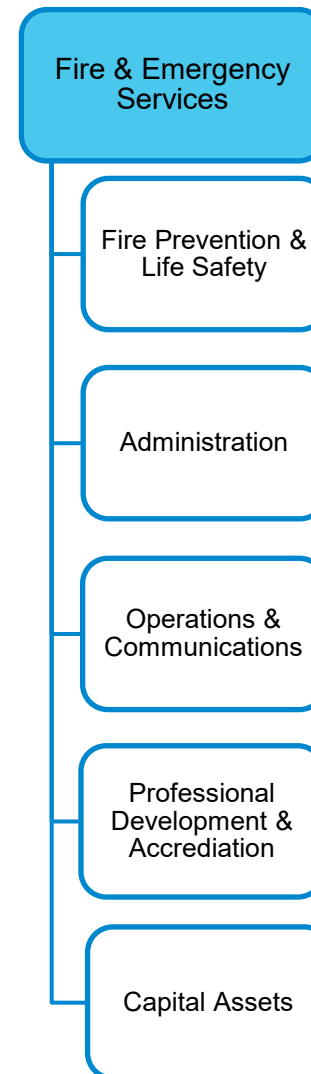 Fire & Emergency
Services
Fire Prevention &
Life Safety
Administration
Operations &
Communications
Professional
Development &
Accrediation
Capital Assets